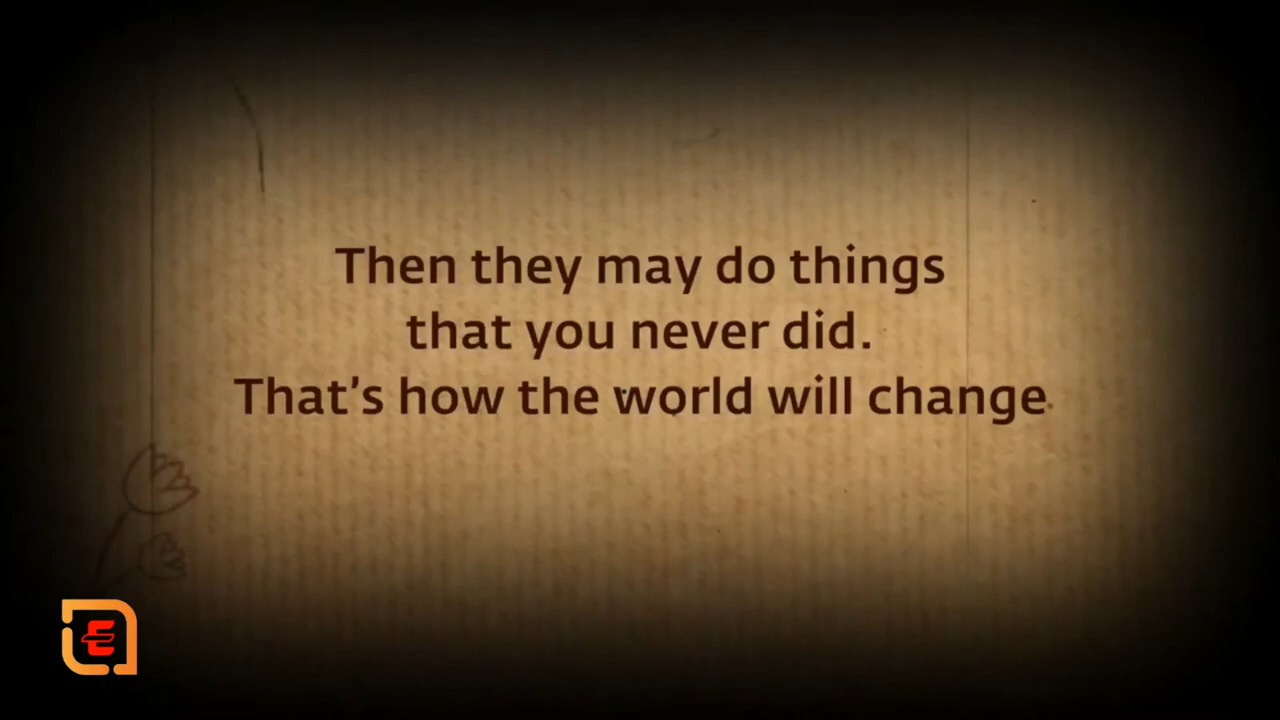 Then they may do things
that you never did.
That's how the world will change
E